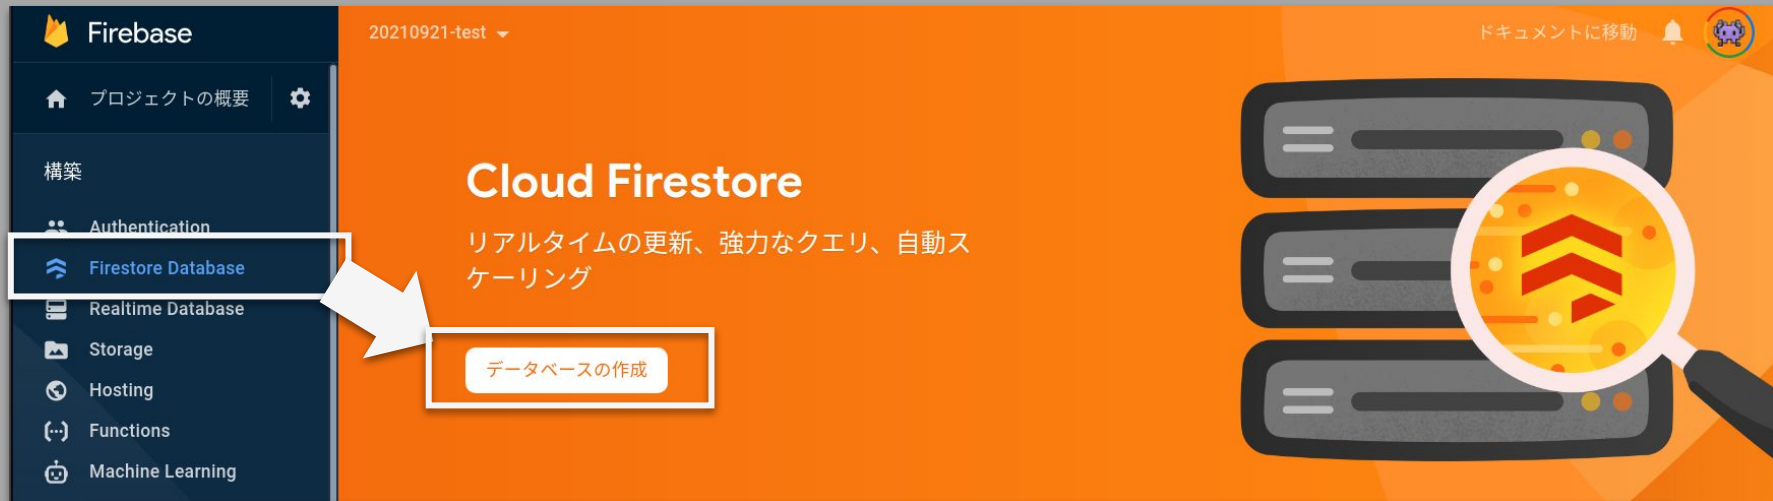 Firebase
20210921-test
ドキュメントに移動
プロジェクトの概要
構築
Authentication
Firestore Database
Realtime Database
Storage
Hosting
Functions
Machine Learning
Cloud Firestore
リアルタイムの更新、強力なクエリ、自動ス
ケーリング
データベースの作成